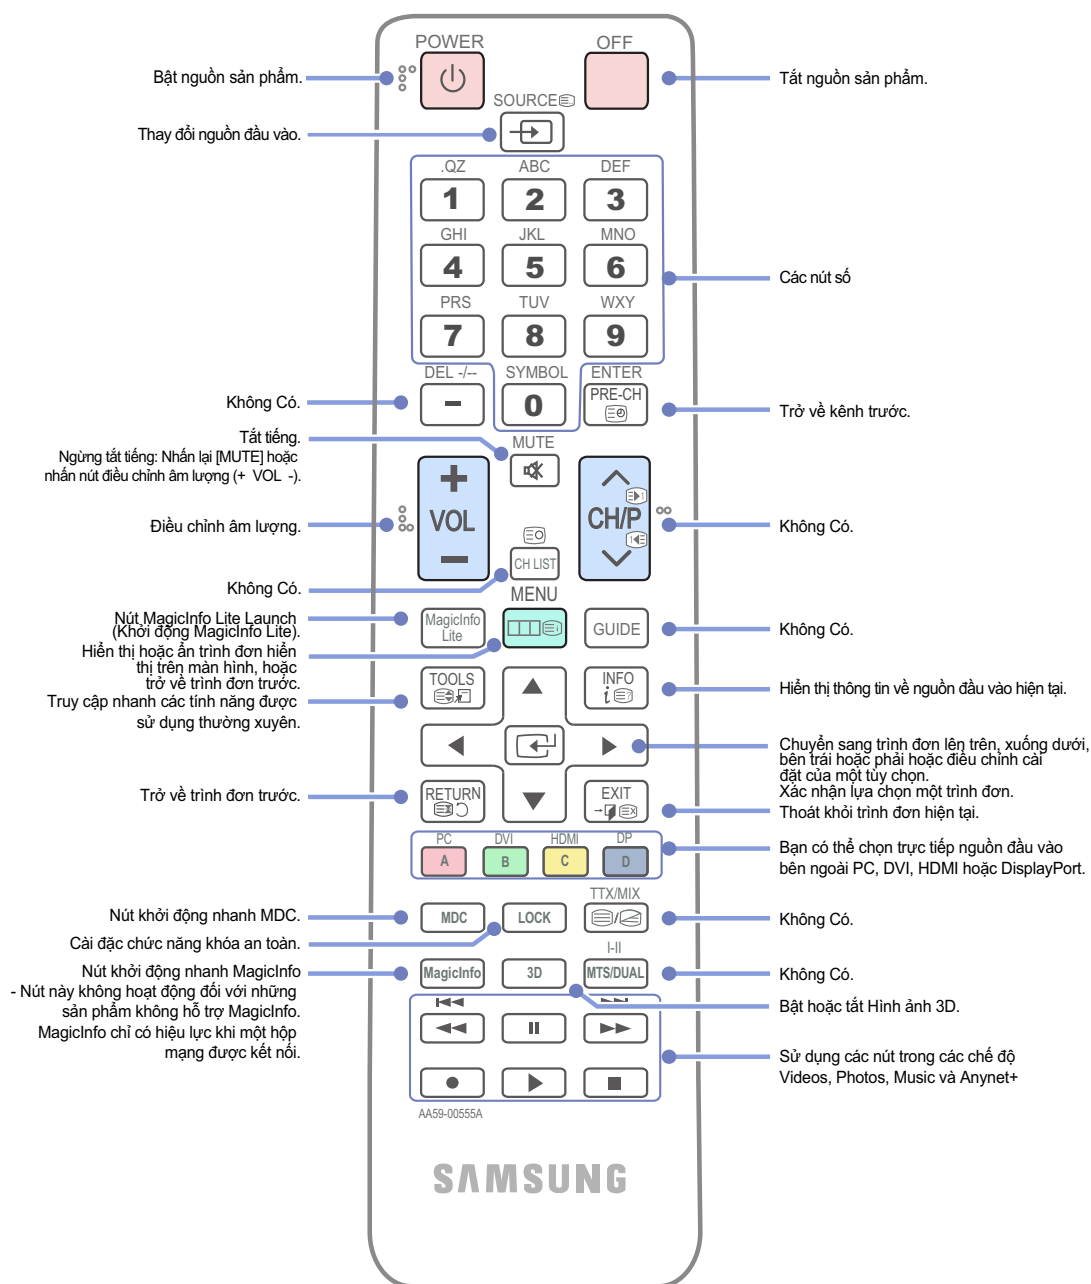 POWER
OFF
Bật nguồn sản phẩm.
Tắt nguồn sản phẩm.
SOURCE
Thay đổi nguồn đầu vào.
.QZ ABC DEF
1 2 3
GHI JKL MNO
4 5 6
Các nút số
PRS TUV WXY
7 8 9
DEL -/-- SYMBOL ENTER
- 0 PRE-CH
Không Có.
Trở về kênh trước.
Tắt tiếng.
Ngừng tắt tiếng: Nhấn lại [MUTE] hoặc
nhấn nút điều chỉnh âm lượng (+ VOL -).
MUTE
+
VOL
−
CH/P
Điều chỉnh âm lượng.
Không Có.
CH LIST
Không Có.
MENU
Nút MagicInfo Lite Launch
(Khởi động MagicInfo Lite).
MagicInfo
Lite
GUIDE
Không Có.
Hiển thị hoặc ẩn trình đơn hiển
thị trên màn hình, hoặc
trở về trình đơn trước.
TOOLS
INFO
i
Hiển thị thông tin về nguồn đầu vào hiện tại.
Truy cập nhanh các tính năng được
sử dụng thường xuyên.
Chuyển sang trình đơn lên trên, xuống dưới,
bên trái hoặc phải hoặc điều chỉnh cài
đặt của một tùy chọn.
Xác nhận lựa chọn một trình đơn.
Trở về trình đơn trước.
RETURN
EXIT
Thoát khỏi trình đơn hiện tại.
PC DVI HDMI DP
A B C D
Bạn có thể chọn trực tiếp nguồn đầu vào
bên ngoài PC, DVI, HDMI hoặc DisplayPort.
TTX/MIX
Nút khởi động nhanh MDC.
MDC LOCK
Không Có.
Cài đặc chức năng khóa an toàn.
I-II
Nút khởi động nhanh MagicInfo
- Nút này không hoạt động đối với những
sản phẩm không hỗ trợ MagicInfo.
MagicInfo chỉ có hiệu lực khi một hộp
mạng được kết nối.
MagicInfo 3D MTS/DUAL
Không Có.
Bật hoặc tắt Hình ảnh 3D.
Sử dụng các nút trong các chế độ
Videos, Photos, Music và Anynet+
AA59-00555A
SAMSUNG